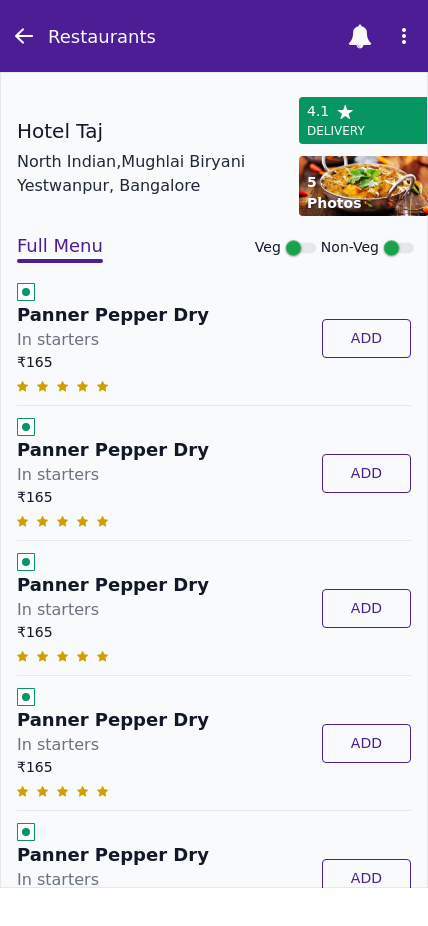 Restaurants
4.1
DELIVERY
Hotel Taj
North Indian,Mughlai Biryani
Yestwanpur, Bangalore
5
Photos
Full Menu
Veg
Non-Veg
Panner Pepper Dry
In starters
₹165
ADD
Panner Pepper Dry
In starters
₹165
ADD
Panner Pepper Dry
In starters
₹165
ADD
Panner Pepper Dry
In starters
₹165
ADD
Panner Pepper Dry
In starters
ADD